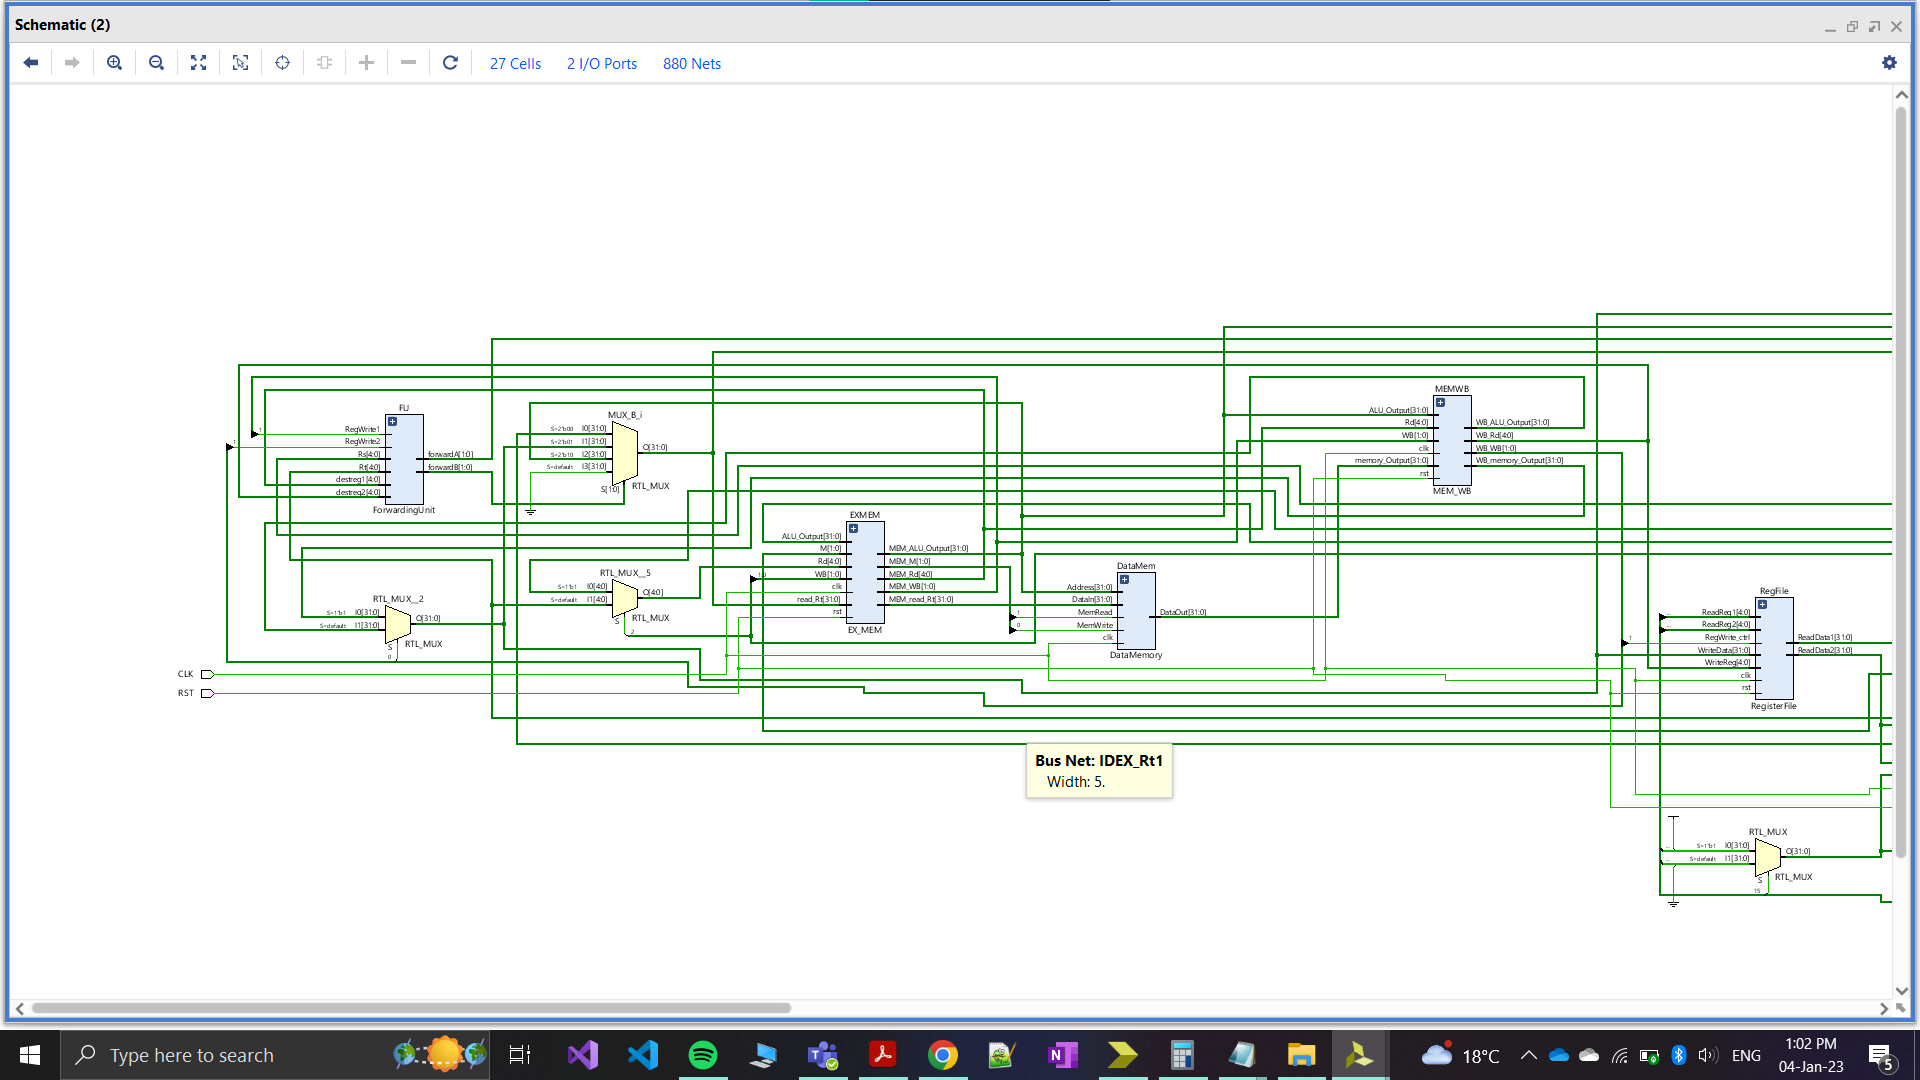 Schematic (2)
27 Cells
2 I/O Ports
880 Nets
FU
RegWrite1
RegWrite2
Rs[4:0]
Rt[4:0]
destreg1[4:0]
destreg2[4:0]
forwardA[1:0]
forwardB[1:0]
ForwardingUnit
MUX_B_i
S=2'b00 I0[31:0]
S=2'b01 I1[31:0]
S=2'b10 I2[31:0]
S=default I3[31:0]
S[1:0]
O[31:0]
RTL_MUX
RTL_MUX__5
S=1'b1 I0[4:0]
S=default I1[4:0]
S
O[4:0]
RTL_MUX
2
RTL_MUX__2
S=1'b1 I0[31:0]
S=default I1[31:0]
S
O[31:0]
RTL_MUX
0
CLK
RST
EXMEM
ALU_Output[31:0]
M[1:0]
Rd[4:0]
WB[1:0]
clk
read_Rt[31:0]
rst
MEM_ALU_Output[31:0]
MEM_M[1:0]
MEM_Rd[4:0]
MEM_WB[1:0]
MEM_read_Rt[31:0]
EX_MEM
DataMem
Address[31:0]
DataIn[31:0]
MemRead
MemWrite
clk
DataOut[31:0]
DataMemory
MEMWB
ALU_Output[31:0]
Rd[4:0]
WB[1:0]
clk
memory_Output[31:0]
rst
WB_ALU_Output[31:0]
WB_Rd[4:0]
WB_WB[1:0]
WB_memory_Output[31:0]
MEM_WB
RegFile
ReadReg1[4:0]
ReadReg2[4:0]
RegWrite_ctrl
WriteData[31:0]
WriteReg[4:0]
clk
rst
ReadData1[31:0]
ReadData2[31:0]
RegisterFile
RTL_MUX
S=1'b1 I0[31:0]
S=default I1[31:0]
S
O[31:0]
RTL_MUX
15
Bus Net: IDEX_Rt1
Width: 5.
Type here to search
18°C
ENG
1:02 PM
04-Jan-23
5